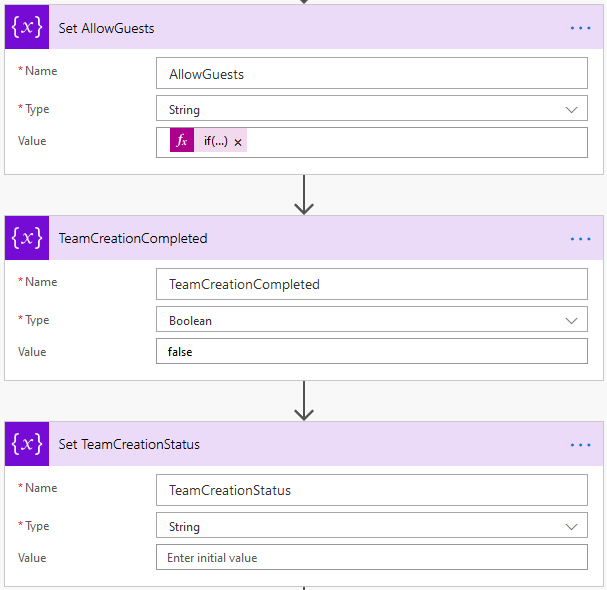 {x} Set AllowGuests ...
* Name AllowGuests
* Type String
Value fx if(...) ×
{x} TeamCreationCompleted ...
* Name TeamCreationCompleted
* Type Boolean
Value false
{x} Set TeamCreationStatus ...
* Name TeamCreationStatus
* Type String
Value Enter initial value